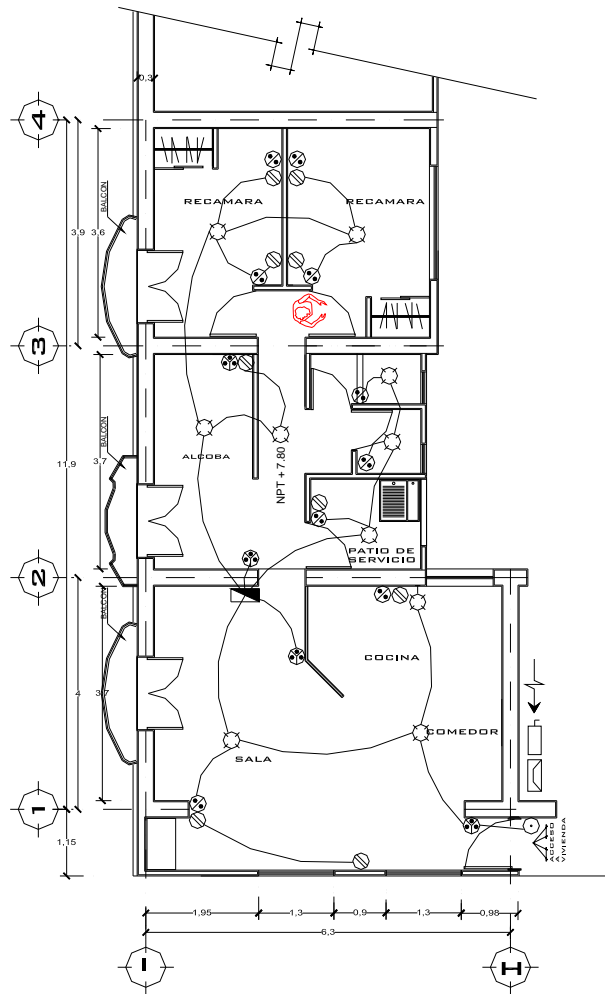 0,3
4
BALCON
3,9
3,6
RECAMARA
RECAMARA
3
BALCON
11,9
3,7
ALCOBA
NPT + 7.80
PATIO DE
SERVICIO
2
BALCON
4
3,7
COCINA
COMEDOR
SALA
1
1,15
ACCESO
A
VIVIENDA
1,95
1,3
0,9
1,3
0,98
6,3
I
H